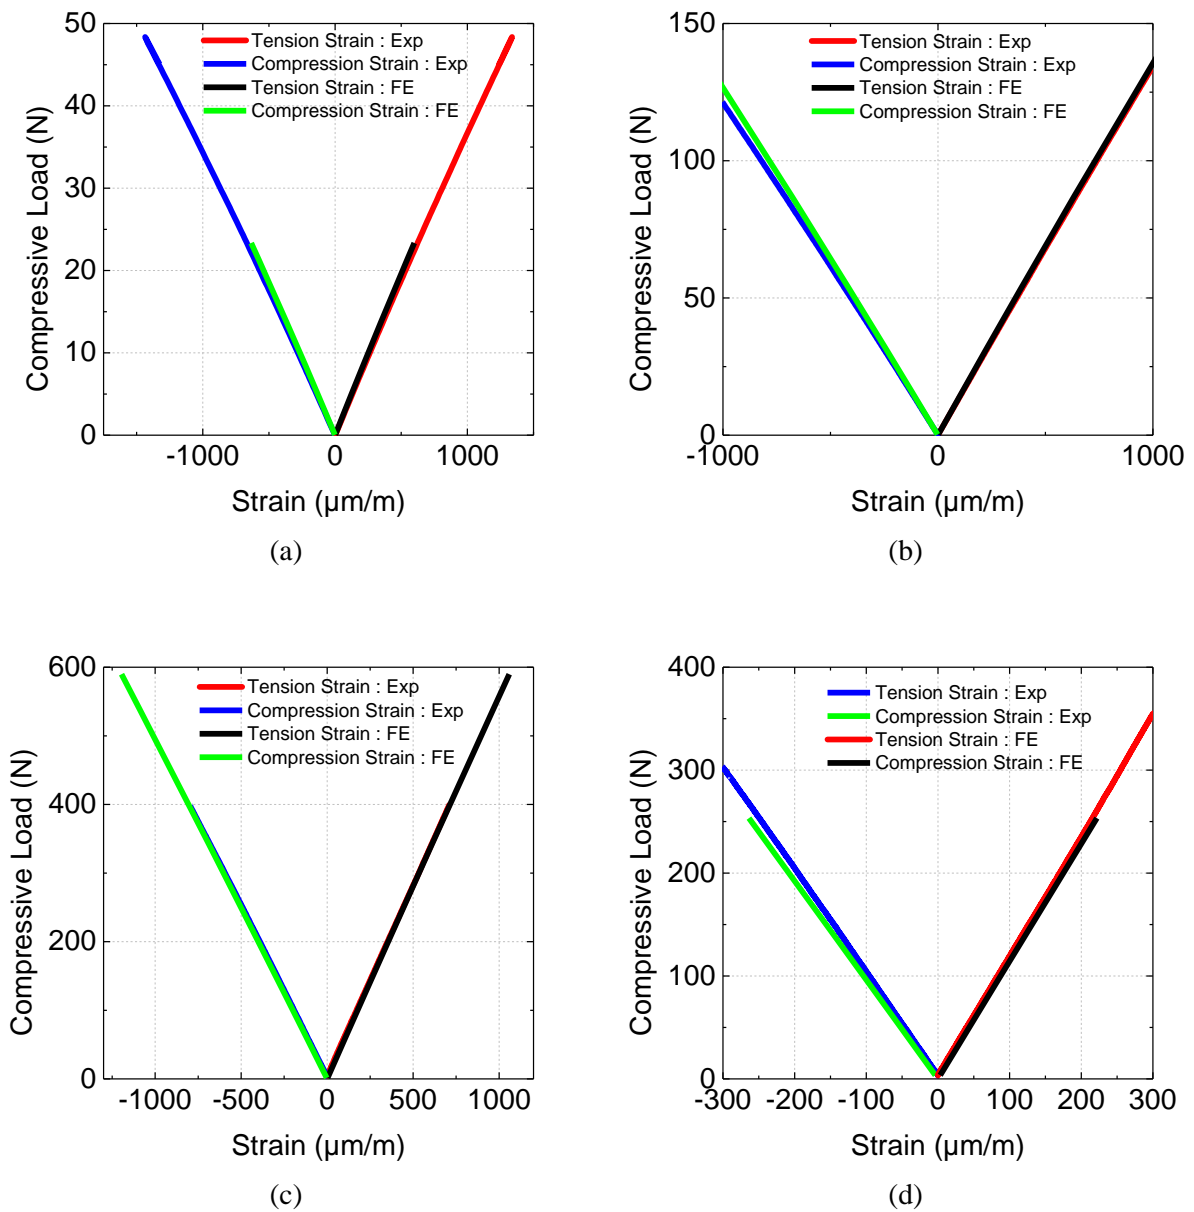 50
40
30
20
10
0
Compressive Load (N)
Tension Strain : Exp
Compression Strain : Exp
Tension Strain : FE
Compression Strain : FE
-1000
0
1000
Strain (µm/m)
(a)
150
100
50
0
Compressive Load (N)
Tension Strain : Exp
Compression Strain : Exp
Tension Strain : FE
Compression Strain : FE
-1000
0
1000
Strain (µm/m)
(b)
600
400
200
0
Compressive Load (N)
Tension Strain : Exp
Compression Strain : Exp
Tension Strain : FE
Compression Strain : FE
-1000
-500
0
500
1000
Strain (µm/m)
(c)
400
300
200
100
0
Compressive Load (N)
Tension Strain : Exp
Compression Strain : Exp
Tension Strain : FE
Compression Strain : FE
-300
-200
-100
0
100
200
300
Strain (µm/m)
(d)